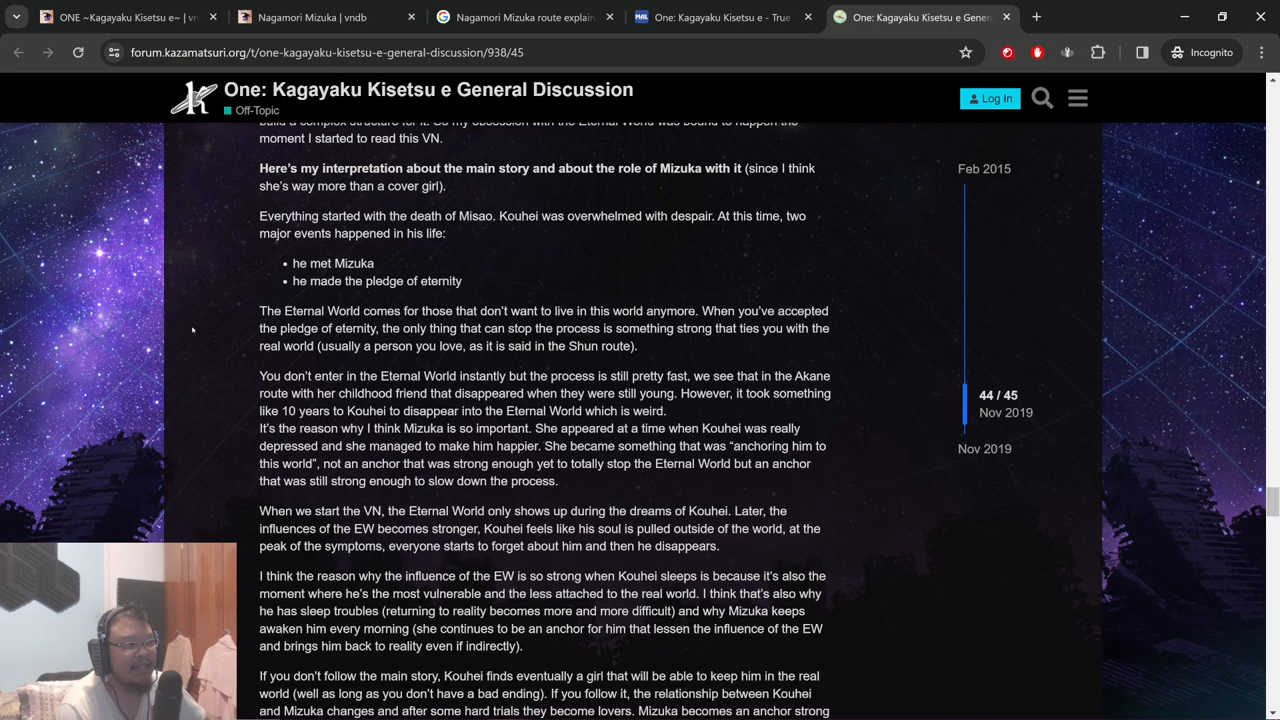 ONE ~Kagayaku Kisetsu e~ | vn
Nagamori Mizuka | vndb
Nagamori Mizuka route explain
MAL
One: Kagayaku Kisetsu e - True
One: Kagayaku Kisetsu e Genera
forum.kazamatsuri.org/t/one-kagayaku-kisetsu-e-general-discussion/938/45
Incognito
One: Kagayaku Kisetsu e General Discussion
Off-Topic
Log In
moment I started to read this VN.
Here's my interpretation about the main story and about the role of Mizuka with it (since I think
she's way more than a cover girl).
Everything started with the death of Misao. Kouhei was overwhelmed with despair. At this time, two
major events happened in his life:
• he met Mizuka
• he made the pledge of eternity
The Eternal World comes for those that don't want to live in this world anymore. When you've accepted
the pledge of eternity, the only thing that can stop the process is something strong that ties you with the
real world (usually a person you love, as it is said in the Shun route).
You don't enter in the Eternal World instantly but the process is still pretty fast, we see that in the Akane
route with her childhood friend that disappeared when they were still young. However, it took something
like 10 years to Kouhei to disappear into the Eternal World which is weird.
It's the reason why I think Mizuka is so important. She appeared at a time when Kouhei was really
depressed and she managed to make him happier. She became something that was "anchoring him to
this world", not an anchor that was strong enough yet to totally stop the Eternal World but an anchor
that was still strong enough to slow down the process.
When we start the VN, the Eternal World only shows up during the dreams of Kouhei. Later, the
influences of the EW becomes stronger, Kouhei feels like his soul is pulled outside of the world, at the
peak of the symptoms, everyone starts to forget about him and then he disappears.
I think the reason why the influence of the EW is so strong when Kouhei sleeps is because it's also the
moment where he's the most vulnerable and the less attached to the real world. I think that's also why
he has sleep troubles (returning to reality becomes more and more difficult) and why Mizuka keeps
awaken him every morning (she continues to be an anchor for him that lessen the influence of the EW
and brings him back to reality even if indirectly).
If you don't follow the main story, Kouhei finds eventually a girl that will be able to keep him in the real
world (well as long as you don't have a bad ending). If you follow it, the relationship between Kouhei
and Mizuka changes and after some hard trials they become lovers. Mizuka becomes an anchor strong
Feb 2015
44 / 45
Nov 2019
Nov 2019